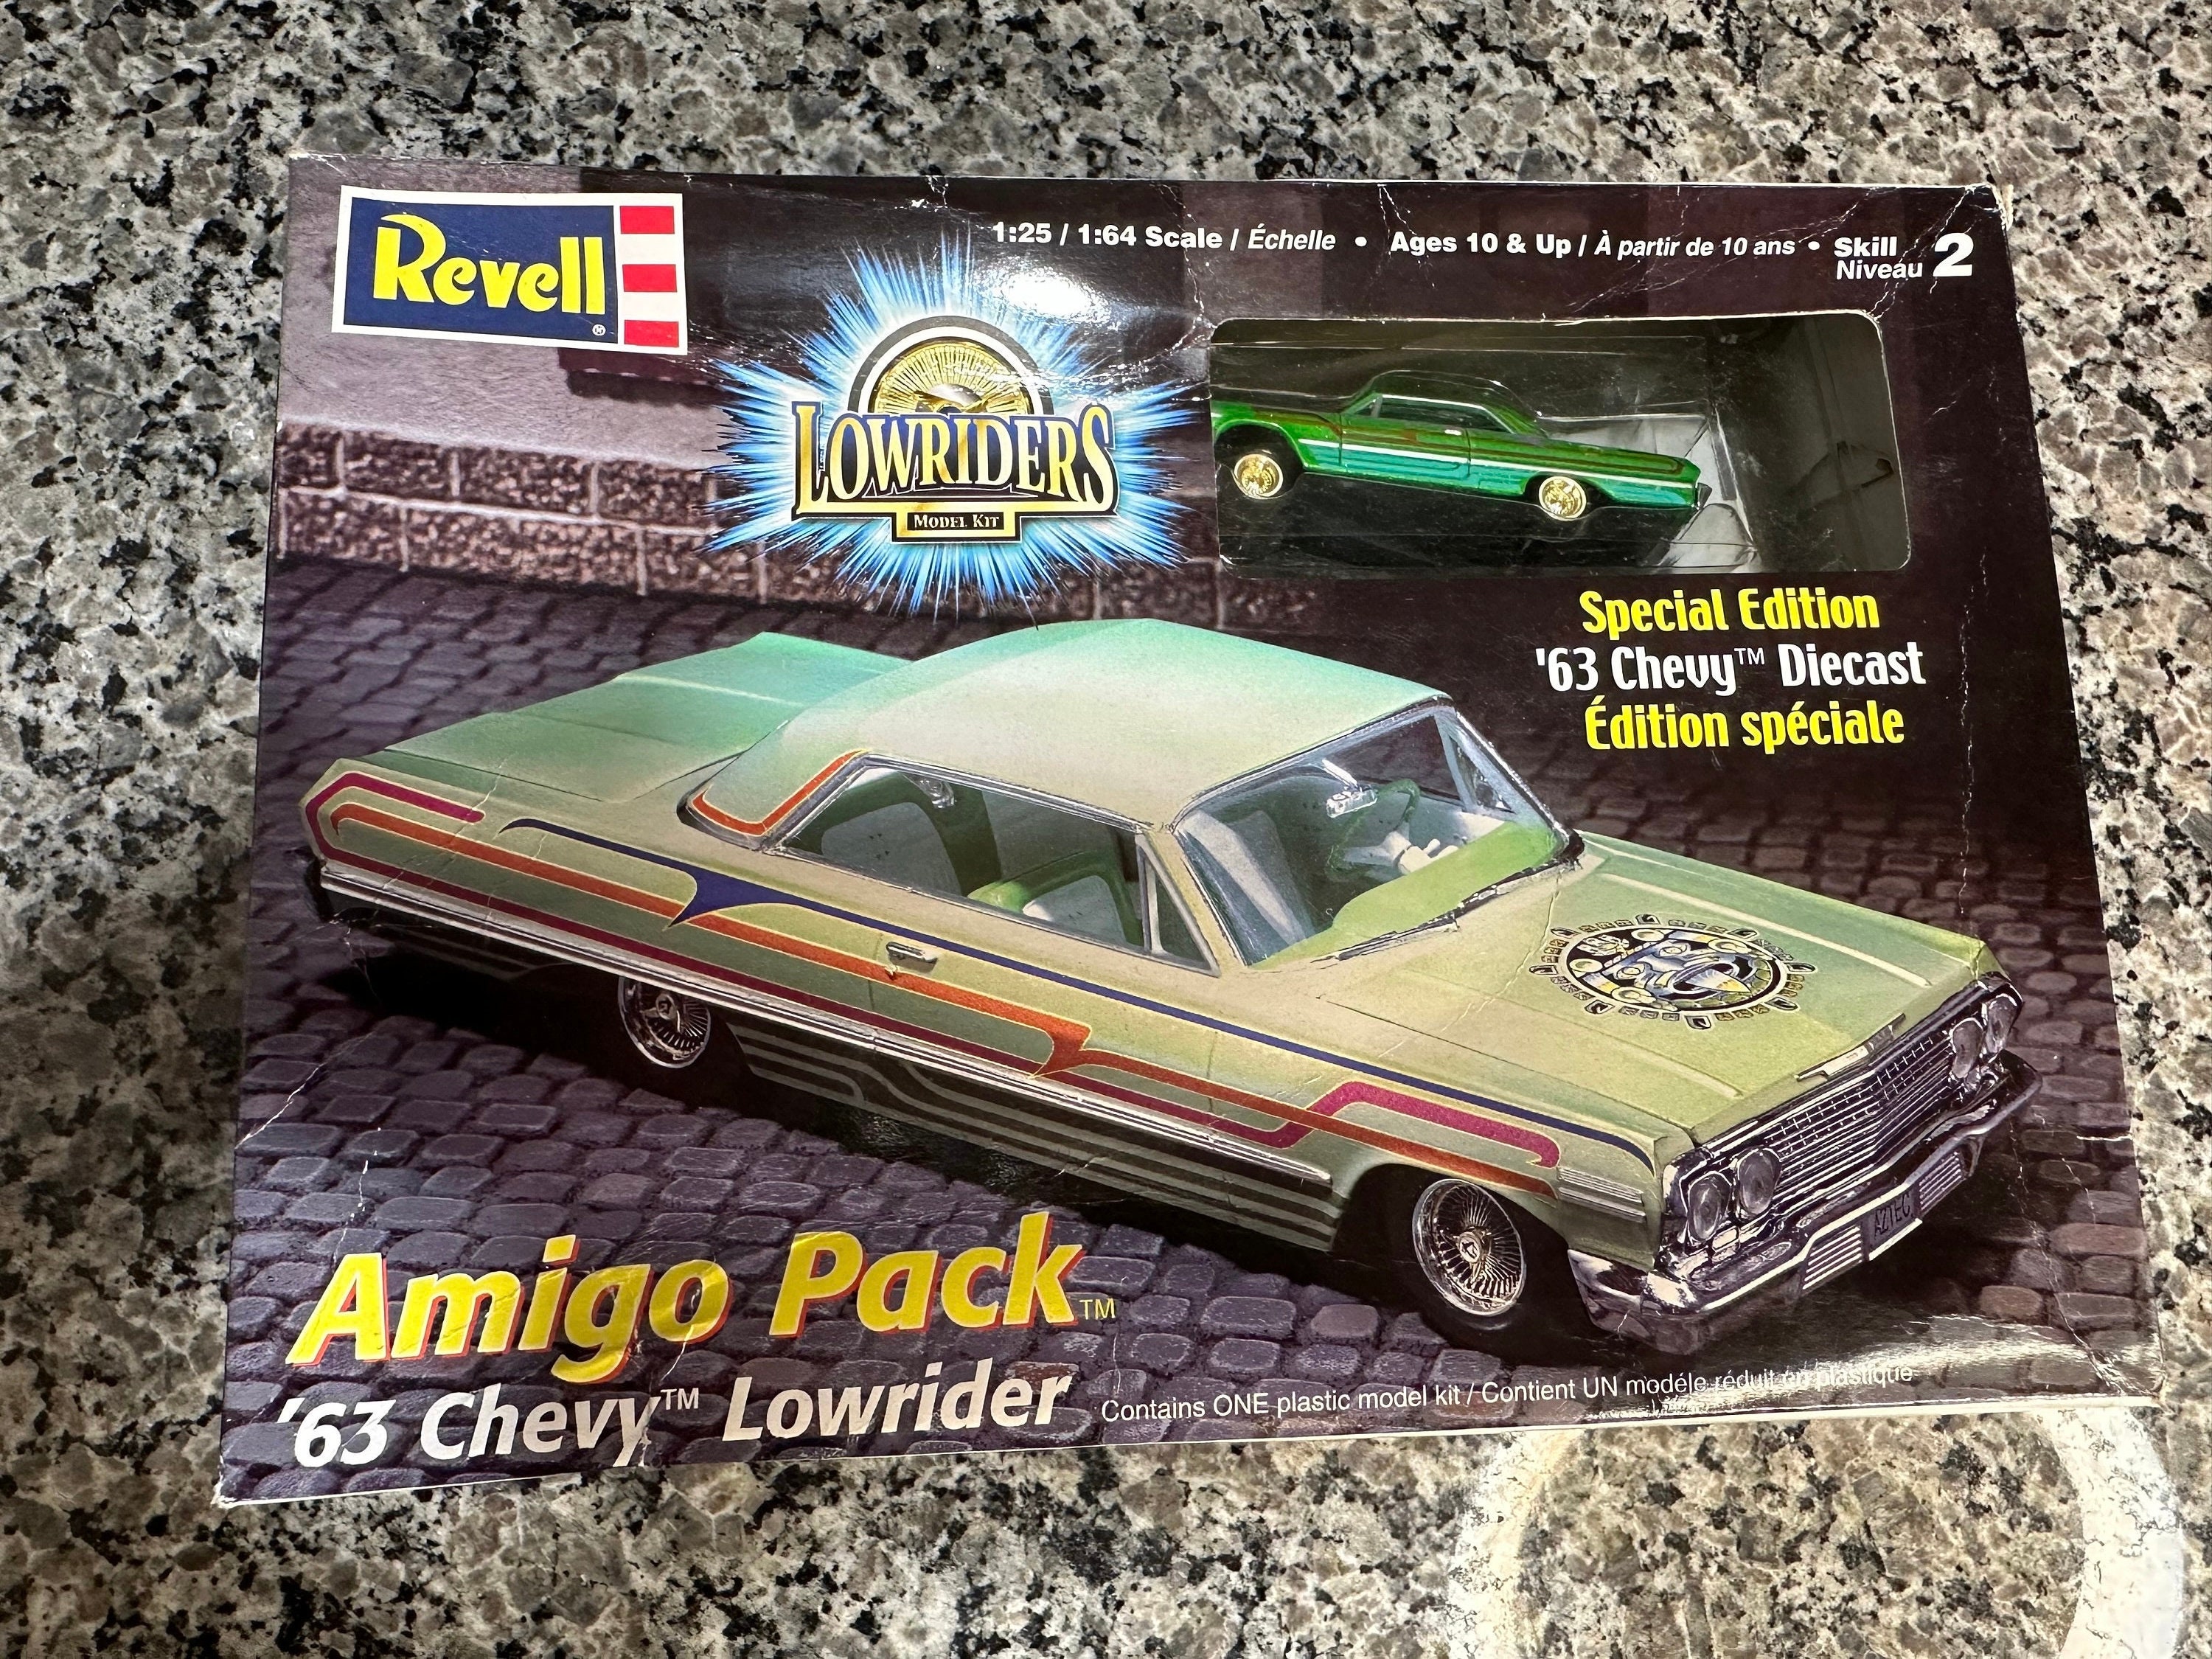 Revell®
1:25 / 1:64 Scale / Échelle • Ages 10 & Up / À partir de 10 ans • Skill 2
Niveau
LOWRIDERS
MODEL KIT
Special Edition
'63 Chevy™ Diecast
Édition spéciale
AZTEC
Amigo Pack™
'63 Chevy™ Lowrider
Contains ONE plastic model kit / Contient UN modéle réduit en plastique